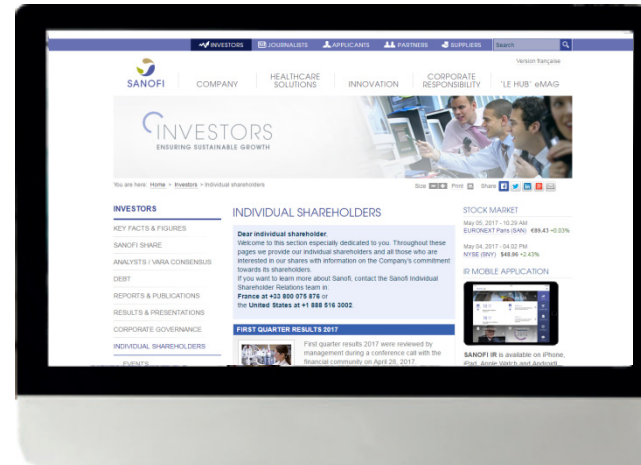 INVESTORS JOURNALISTS APPLICANTS PARTNERS SUPPLIERS Search
Version française
SANOFI COMPANY HEALTHCARE SOLUTIONS INNOVATION CORPORATE RESPONSIBILITY 'LE HUB' eMAG
INVESTORS
ENSURING SUSTAINABLE GROWTH
You are here: Home > Investors > Individual shareholders
Size Print Share
INVESTORS
KEY FACTS & FIGURES
SANOFI SHARE
ANALYSTS / VARA CONSENSUS
DEBT
REPORTS & PUBLICATIONS
RESULTS & PRESENTATIONS
CORPORATE GOVERNANCE
INDIVIDUAL SHAREHOLDERS
EVENTS
INDIVIDUAL SHAREHOLDERS
Dear individual shareholder,
Welcome to this section especially dedicated to you. Throughout these
pages we provide our individual shareholders and all those who are
interested in our shares with information on the Company's commitment
towards its shareholders.
If you want to learn more about Sanofi, contact the Sanofi Individual
Shareholder Relations team in:
France at +33 800 075 876 or
the United States at +1 888 516 3002.
FIRST QUARTER RESULTS 2017
First quarter results 2017 were reviewed by
management during a conference call with the
financial community on April 28, 2017.
STOCK MARKET
May 05, 2017 - 10:29 AM
EURONEXT Paris (SAN) €89.43 +0.03%
May 04, 2017 - 04:02 PM
NYSE (SNY) $48.96 +2.43%
IR MOBILE APPLICATION
SANOFI IR is available on iPhone,
iPad, Apple Watch and Android!